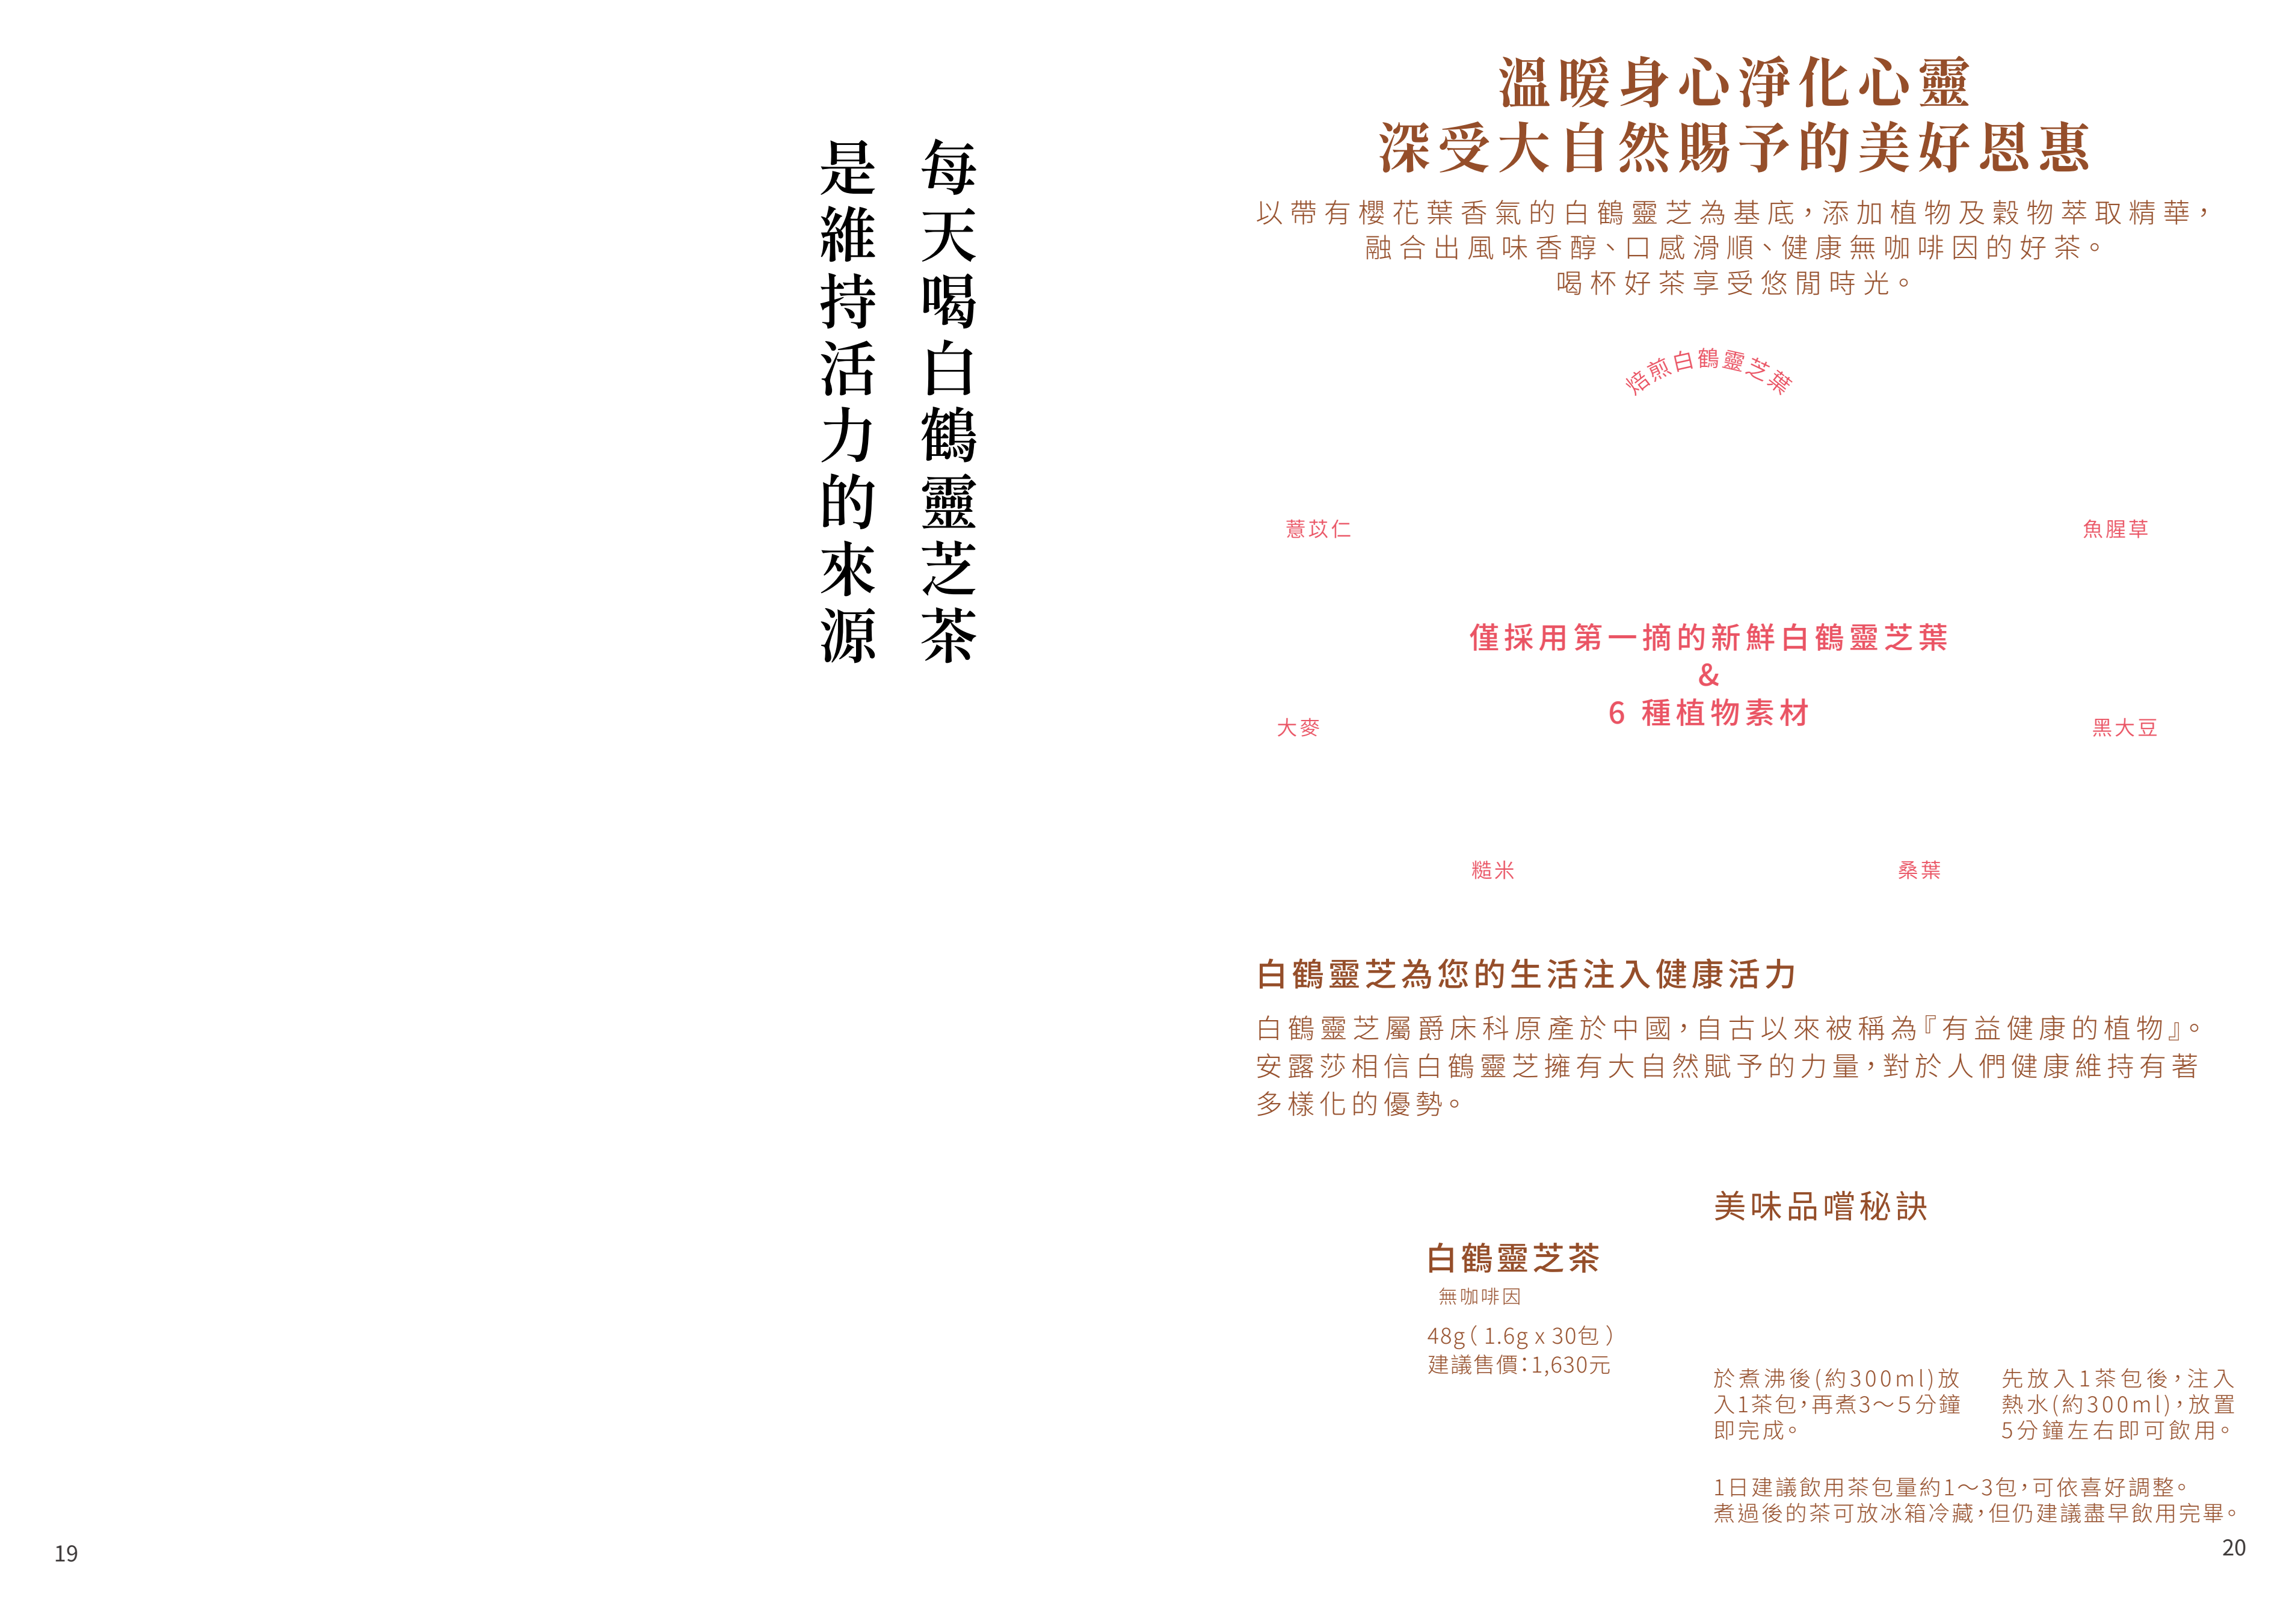 每天喝白鶴靈芝茶
是維持活力的來源
19
溫暖身心淨化心靈
深受大自然賜予的美好恩惠
以帶有櫻花葉香氣的白鶴靈芝為基底，添加植物及穀物萃取精華，
融合出風味香醇、口感滑順、健康無咖啡因的好茶。
喝杯好茶享受悠閒時光。
焙煎白鶴靈芝葉
薏苡仁
魚腥草
僅採用第一摘的新鮮白鶴靈芝葉
&
6 種植物素材
大麥
黑大豆
糙米
桑葉
白鶴靈芝為您的生活注入健康活力
白鶴靈芝屬爵床科原產於中國，自古以來被稱為『有益健康的植物』。
安露莎相信白鶴靈芝擁有大自然賦予的力量，對於人們健康維持有著
多樣化的優勢。
白鶴靈芝茶
無咖啡因
48g（ 1.6g x 30包 ）
建議售價：1,630元
美味品嚐秘訣
於煮沸後(約300ml)放
入1茶包，再煮3～5分鐘
即完成。
先放入1茶包後，注入
熱水(約300ml)，放置
5分鐘左右即可飲用。
1日建議飲用茶包量約1～3包，可依喜好調整。
煮過後的茶可放冰箱冷藏，但仍建議盡早飲用完畢。
20